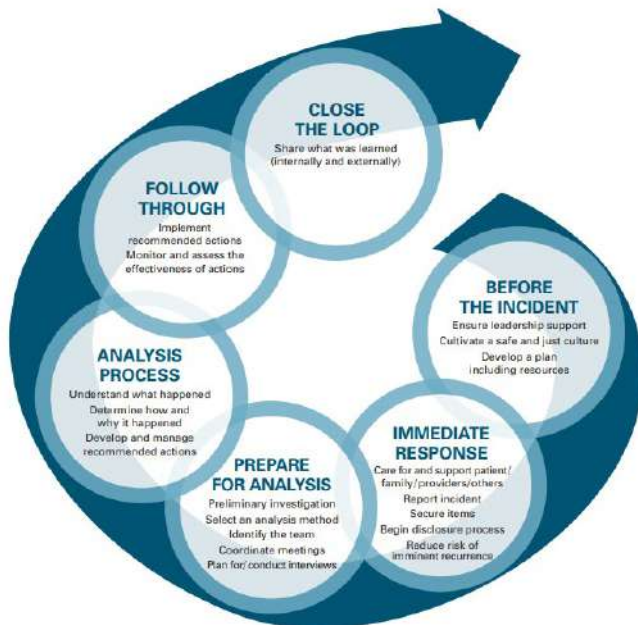 CLOSE
THE LOOP
Share what was learned
(internally and externally)
FOLLOW
THROUGH
Implement
recommended actions
Monitor and assess the
effectiveness of actions
BEFORE
THE INCIDENT
Ensure leadership support
Cultivate a safe and just culture
Develop a plan
including resources
ANALYSIS
PROCESS
Understand what happened
Determine how and
why it happened
Develop and manage
recommended actions
IMMEDIATE
RESPONSE
Care for and support patient/
family/providers/others
Report incident
Secure items
Begin disclosure process
Reduce risk of
imminent recurrence
PREPARE
FOR ANALYSIS
Preliminary investigation
Select an analysis method
Identify the team
Coordinate meetings
Plan for/conduct interviews